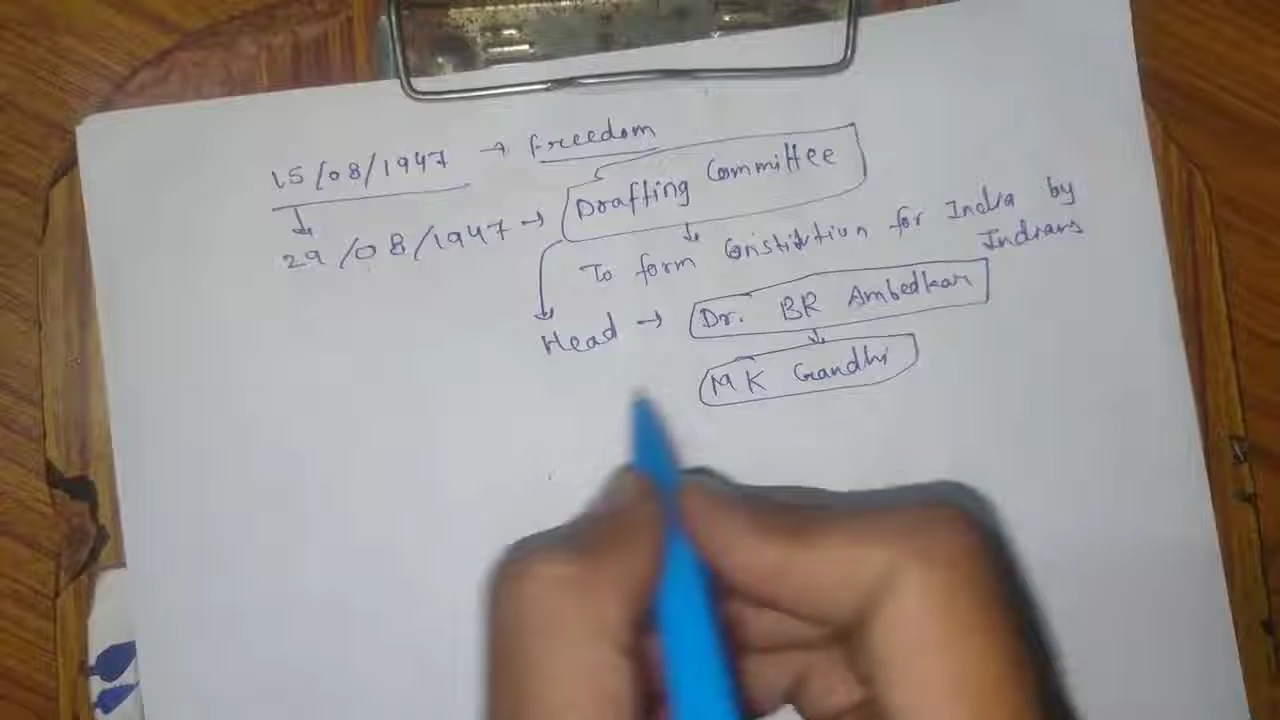 15/08/1947 → Freedom
29/08/1947 → Drafting Committee
To form Constitution for India by
Indians
Head → Dr. BR Ambedkar
MK Gandhi